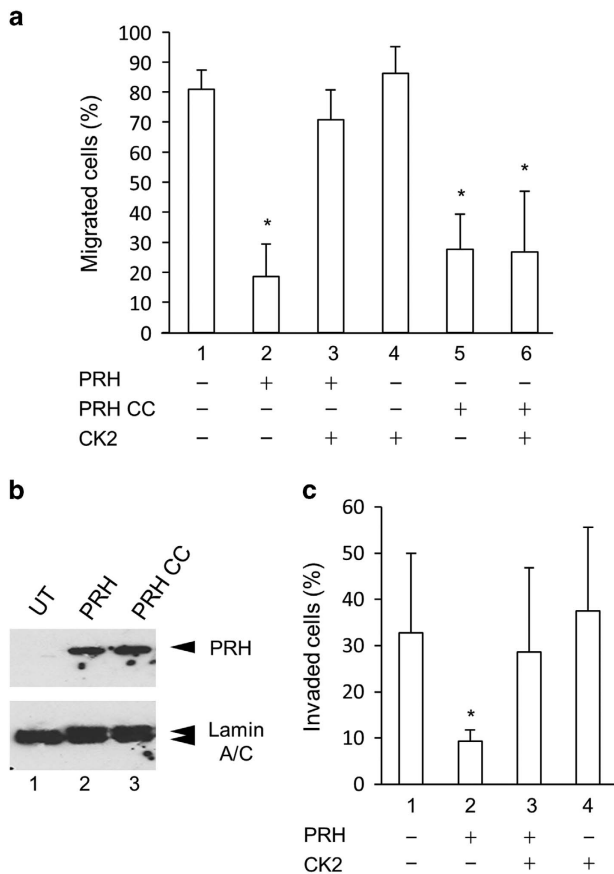 a
Migrated cells (%)
100
90
80
70
60
50
40
30
20
10
0
*
*
*
1 2 3 4 5 6
PRH – + + – – –
PRH CC – – – – + +
CK2 – – + + – +
b
UT PRH PRH CC
PRH
Lamin
A/C
1 2 3
c
Invaded cells (%)
60
50
40
30
20
10
0
*
1 2 3 4
PRH – + + –
CK2 – – + +